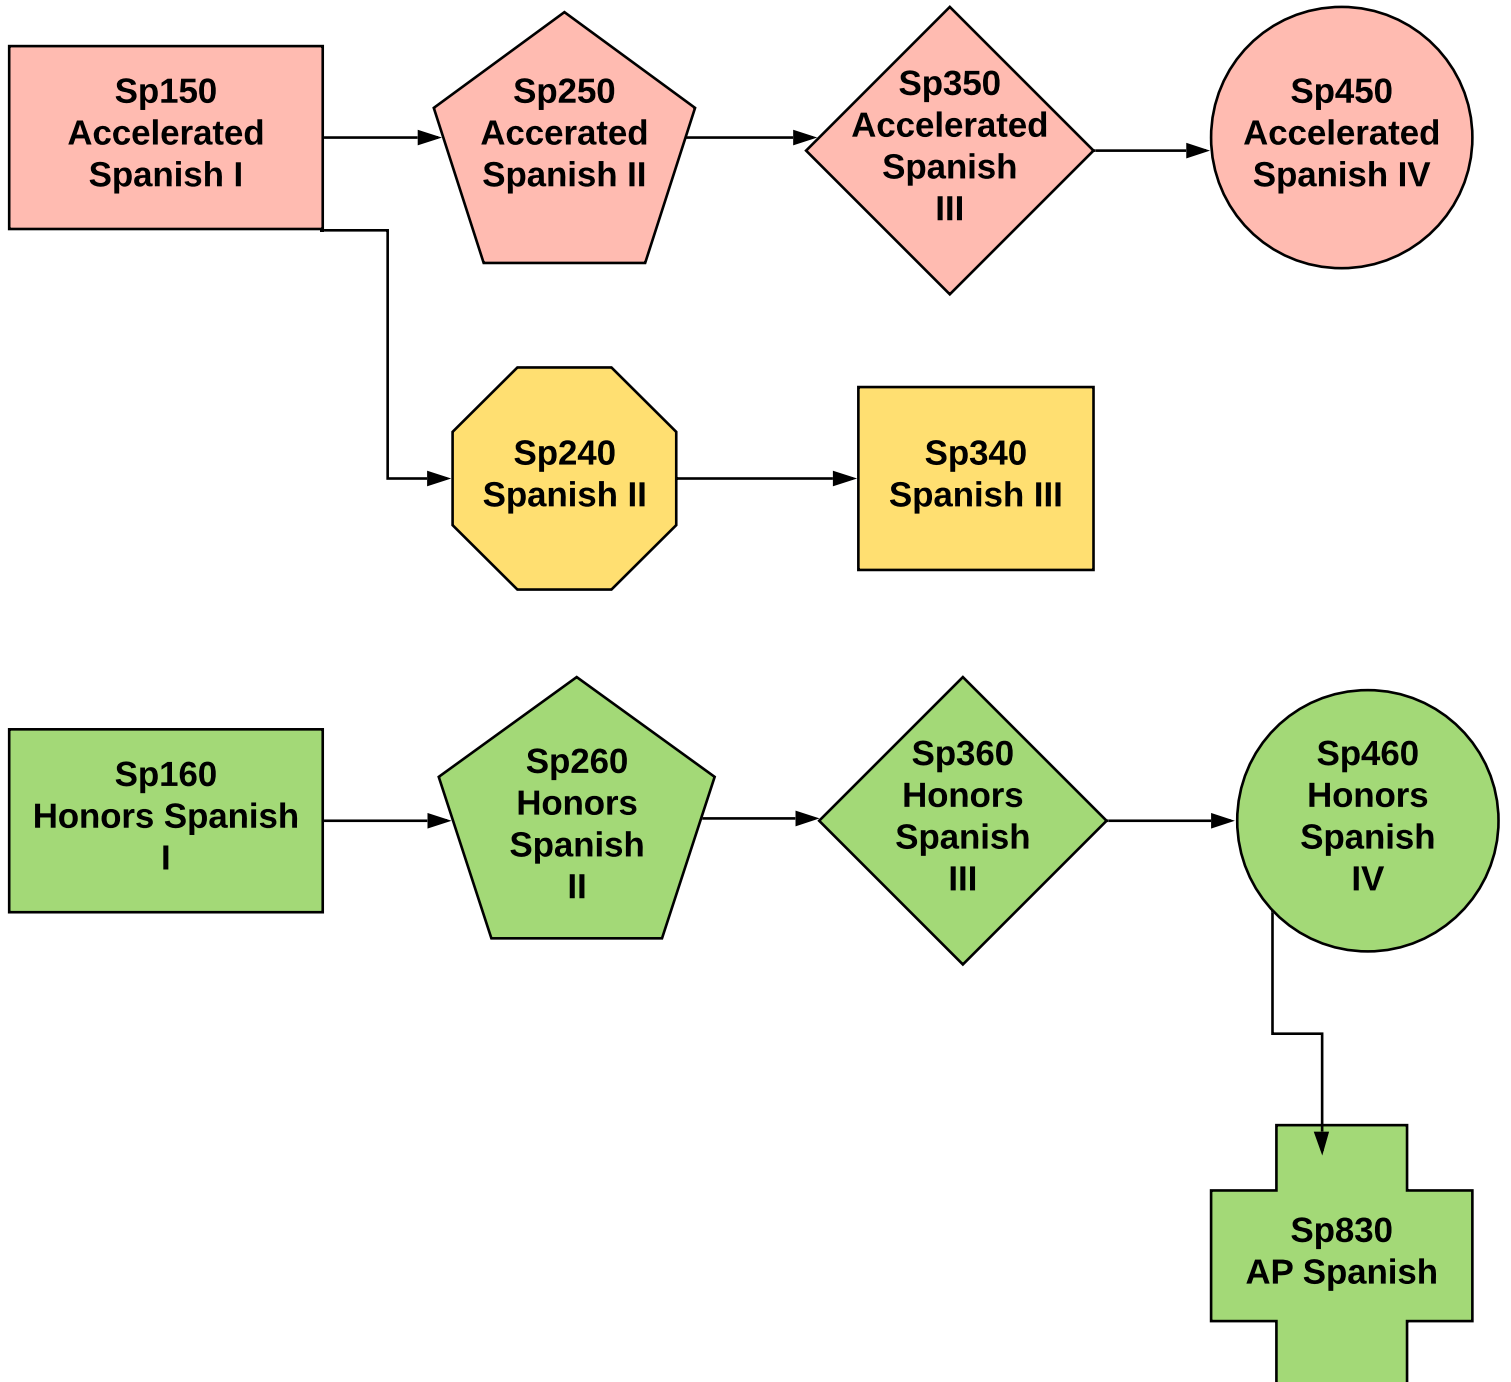 Sp150
Accelerated
Spanish I
Sp250
Accerated
Spanish II
Sp350
Accelerated
Spanish
III
Sp450
Accelerated
Spanish IV
Sp240
Spanish II
Sp340
Spanish III
Sp160
Honors Spanish
I
Sp260
Honors
Spanish
II
Sp360
Honors
Spanish
III
Sp460
Honors
Spanish
IV
Sp830
AP Spanish